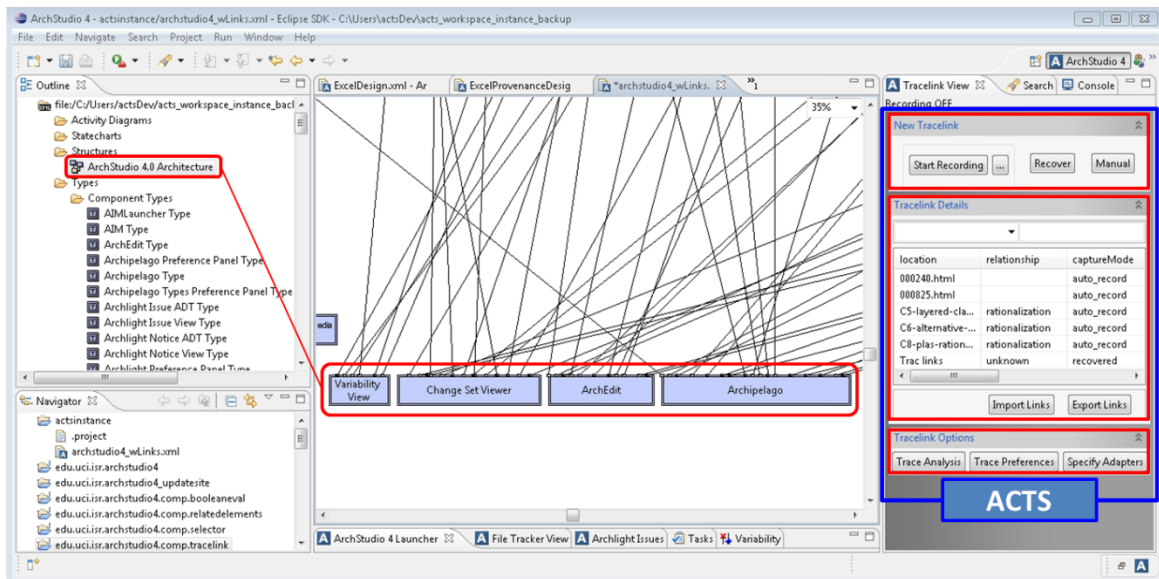 ArchStudio 4 - actsinstance/archstudio4_wLinks.xml - Eclipse SDK - C:\Users\actsDev\acts_workspace_instance_backup
File Edit Navigate Search Project Run Window Help
ArchStudio 4
Outline
file:/C:/Users/actsDev/acts_workspace_instance_bacl
Activity Diagrams
Statecharts
Structures
ArchStudio 4.0 Architecture
Types
Component Types
AIMLauncher Type
AIM Type
ArchEdit Type
Archipelago Preference Panel Type
Archipelago Type
Archipelago Types Preference Panel Type
Archlight Issue ADT Type
Archlight Issue View Type
Archlight Notice ADT Type
Archlight Notice View Type
Archlight Preference Panel Type
Navigator
actsinstance
.project
archstudio4_wLinks.xml
edu.uci.isr.archstudio4
edu.uci.isr.archstudio4_updatesite
edu.uci.isr.archstudio4.comp.booleaneval
edu.uci.isr.archstudio4.comp.relatedelements
edu.uci.isr.archstudio4.comp.selector
edu.uci.isr.archstudio4.comp.tracelink
ExcelDesign.xml - Ar
ExcelProvenanceDesig
*archstudio4_wLinks.
1
35%
edia
Variability
View
Change Set Viewer
ArchEdit
Archipelago
ArchStudio 4 Launcher
File Tracker View
Archlight Issues
Tasks
Variability
Tracelink View
Search
Console
Recording OFF
New Tracelink
Start Recording
...
Recover
Manual
Tracelink Details
location relationship captureMode
000240.html auto_record
000825.html auto_record
C5-layered-cla... rationalization auto_record
C6-alternative-... rationalization auto_record
C8-plas-ration... rationalization auto_record
Trac links unknown recovered
Import Links
Export Links
Tracelink Options
Trace Analysis
Trace Preferences
Specify Adapters
ACTS